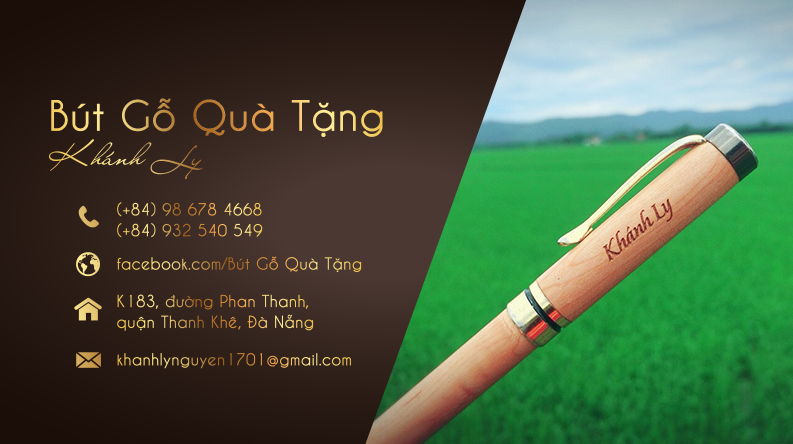 Bút Gỗ Quà Tặng
Khánh Ly
(+84) 98 678 4668
(+84) 932 540 549
facebook.com/Bút Gỗ Quà Tặng
K183, đường Phan Thanh,
quận Thanh Khê, Đà Nẵng
khanhlynguyen1701@gmail.com
Khánh Ly